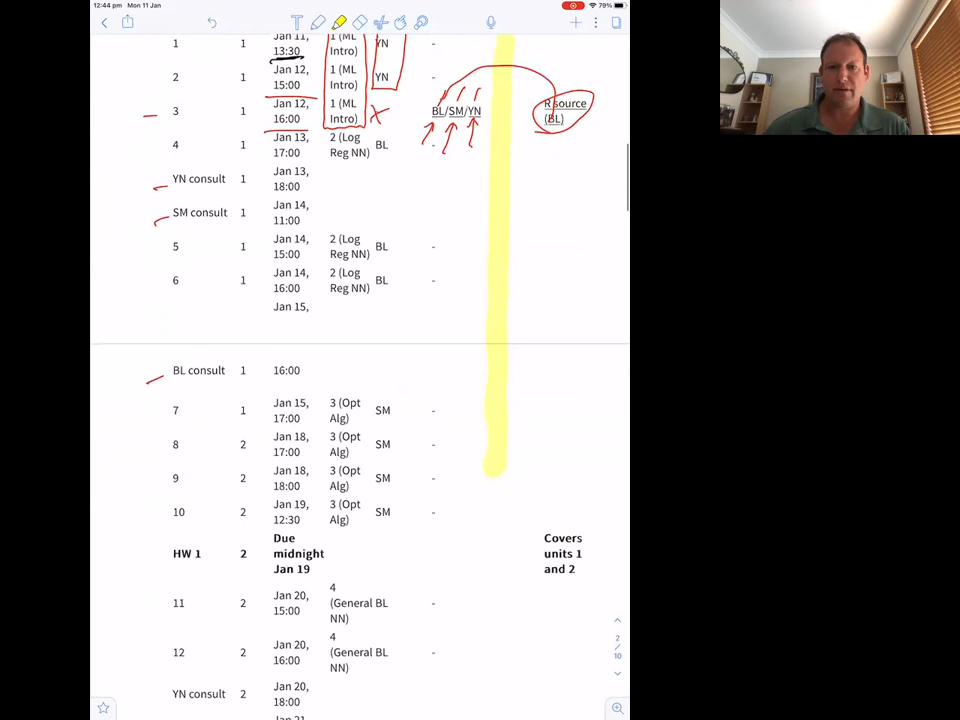 12:44 pm Mon 11 Jan
79%
1 1 Jan 11, 13:30 1 (ML Intro) YN -
2 1 Jan 12, 15:00 1 (ML Intro) YN -
3 1 Jan 12, 16:00 1 (ML Intro) X BL/SM/YN R source (BL)
4 1 Jan 13, 17:00 2 (Log Reg NN) BL -
YN consult 1 Jan 13, 18:00
SM consult 1 Jan 14, 11:00
5 1 Jan 14, 15:00 2 (Log Reg NN) BL -
6 1 Jan 14, 16:00 2 (Log Reg NN) BL -
Jan 15,
BL consult 1 16:00
7 1 Jan 15, 17:00 3 (Opt Alg) SM -
8 2 Jan 18, 17:00 3 (Opt Alg) SM -
9 2 Jan 18, 18:00 3 (Opt Alg) SM -
10 2 Jan 19, 12:30 3 (Opt Alg) SM -
HW 1 2 Due midnight Jan 19 Covers units 1 and 2
11 2 Jan 20, 15:00 4 (General NN) BL -
12 2 Jan 20, 16:00 4 (General NN) BL -
YN consult 2 Jan 20, 18:00
2
/
10